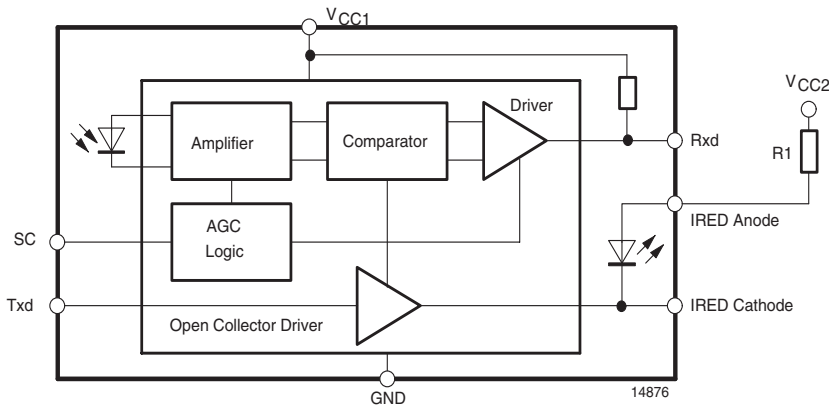 VCC1
VCC2
Driver
Amplifier
Comparator
Rxd
R1
AGC
Logic
IRED Anode
SC
Txd
Open Collector Driver
IRED Cathode
GND
14876